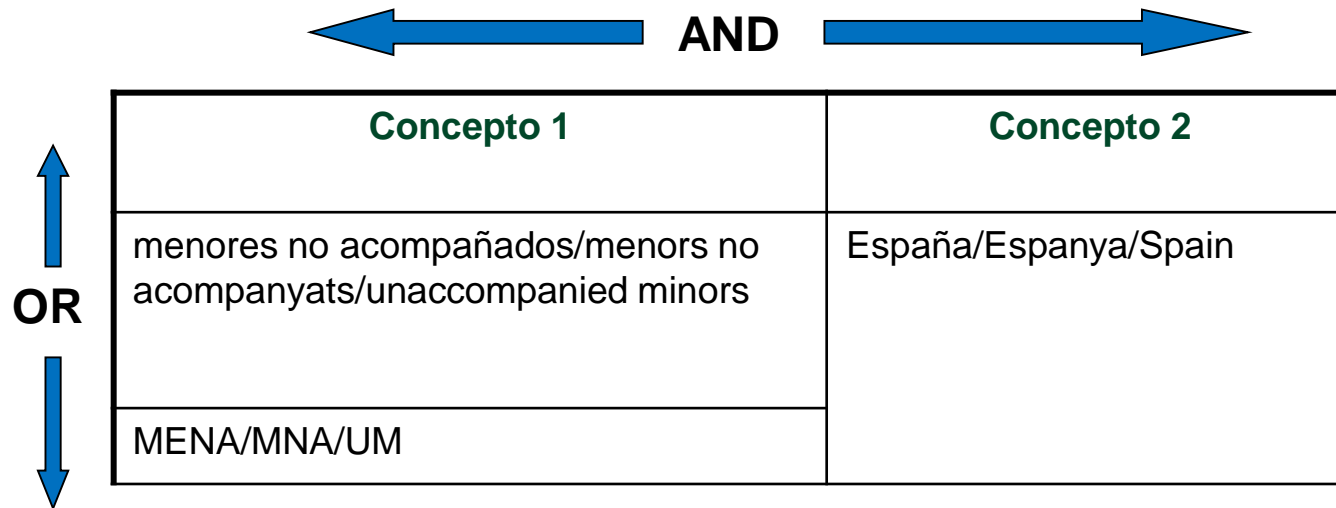 AND
Concepto 1
Concepto 2
menores no acompañados/menors no
acompanyats/unaccompanied minors
España/Espanya/Spain
OR
MENA/MNA/UM